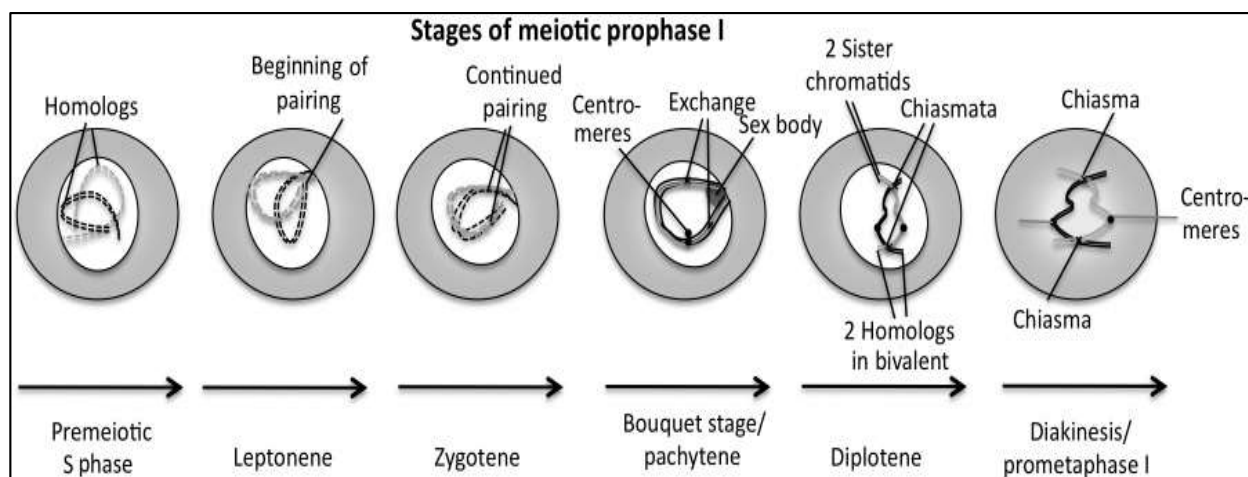 Stages of meiotic prophase I
Homologs
Beginning of
pairing
Continued
pairing
Centro-
meres
Exchange
Sex body
2 Sister
chromatids
Chiasmata
2 Homologs
in bivalent
Chiasma
Centro-
meres
Chiasma
Premeiotic
S phase
Leptonene
Zygotene
Bouquet stage/
pachytene
Diplotene
Diakinesis/
prometaphase I